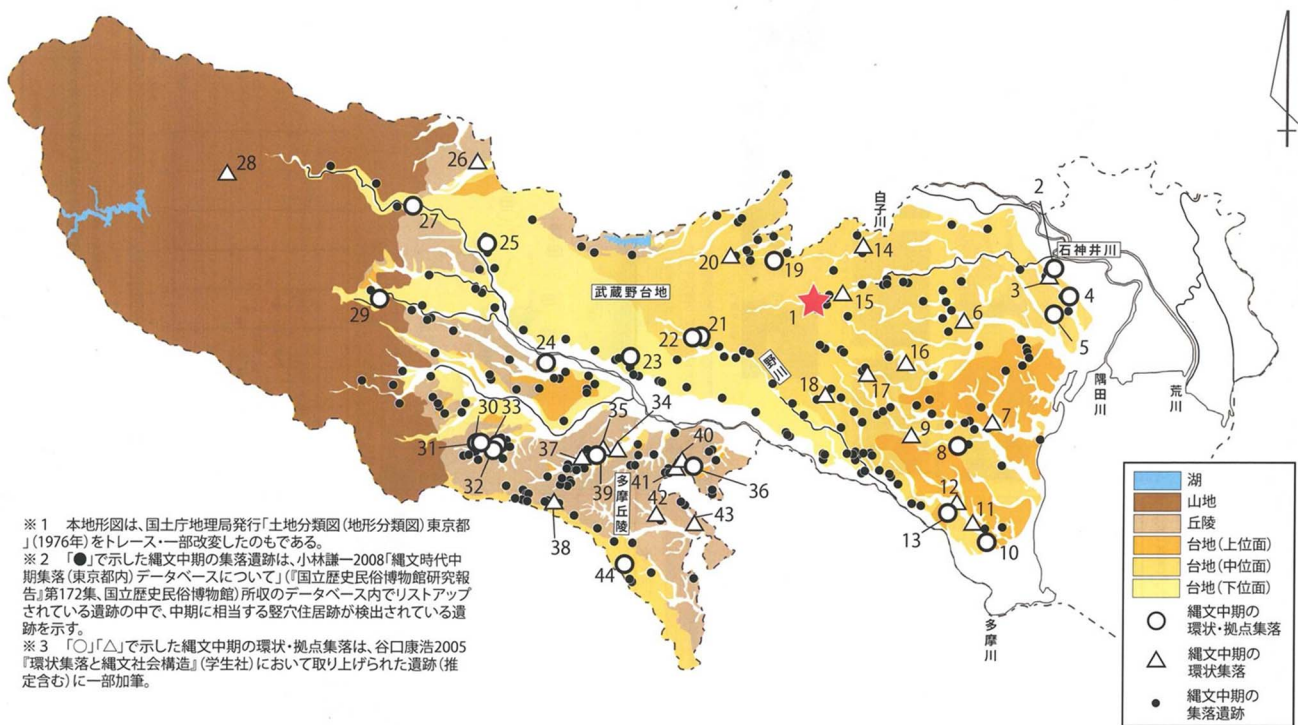 28
26
27
25
29
24
30
33
31
32
37
35
34
39
41
40
36
42
43
38
44
武蔵野台地
20
19
22
21
23
1
15
14
白子川
2
石神井川
3
4
5
6
16
17
18
9
7
8
12
11
13
10
隅田川
荒川
多摩丘陵
多摩川
※1 本地形図は、国土庁地理局発行「土地分類図(地形分類図)東京都
」(1976年)をトレース・一部改変したのもである。
※2 「●」で示した縄文中期の集落遺跡は、小林謙一2008「縄文時代中
期集落(東京都内)データベースについて」(『国立歴史民俗博物館研究報
告』第172集、国立歴史民俗博物館)所収のデータベース内でリストアップ
されている遺跡の中で、中期に相当する竪穴住居跡が検出されている遺
跡を示す。
※3 「○」「△」で示した縄文中期の環状・拠点集落は、谷口康浩2005
『環状集落と縄文社会構造』(学生社)において取り上げられた遺跡(推
定含む)に一部加筆。
湖
山地
丘陵
台地(上位面)
台地(中位面)
台地(下位面)
縄文中期の
環状・拠点集落
縄文中期の
環状集落
縄文中期の
集落遺跡